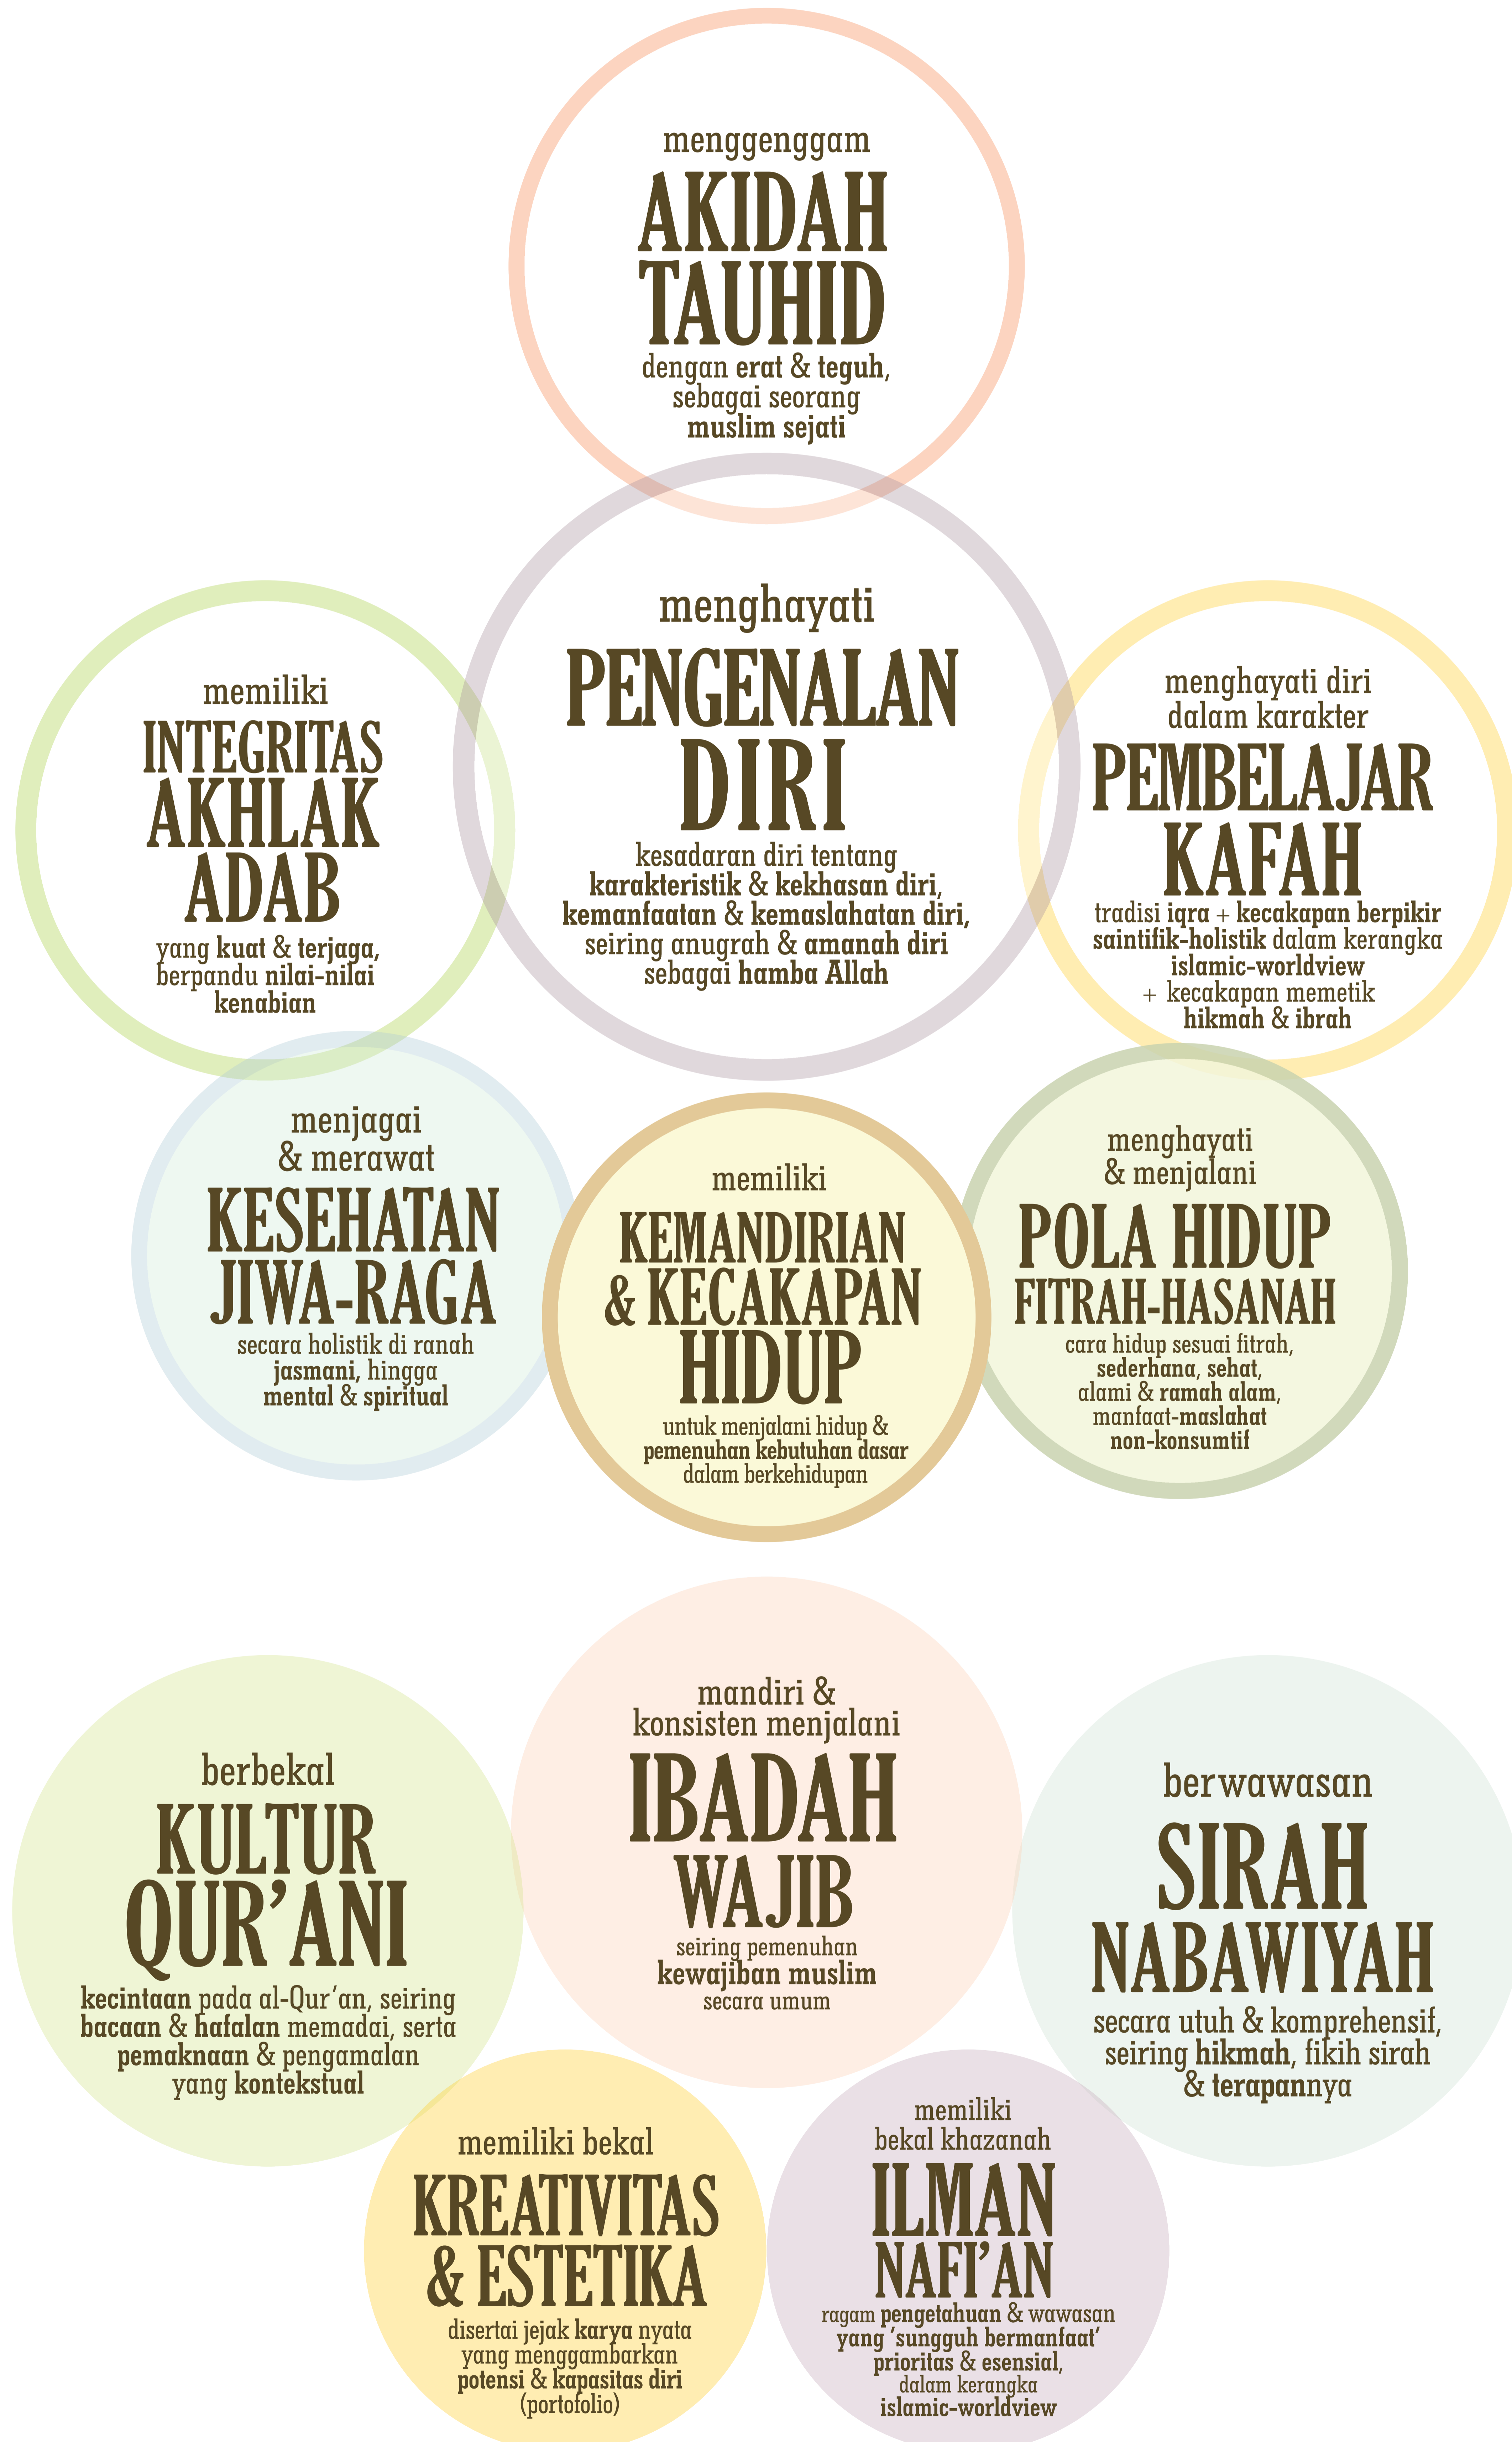 menggenggam
AKIDAH
TAUHID
dengan erat & teguh,
sebagai seorang
muslim sejati
memiliki
INTEGRITAS
AKHLAK
ADAB
yang kuat & terjaga,
berpandu nilai-nilai
kenabian
menghayati
PENGENALAN
DIRI
kesadaran diri tentang
karakteristik & kekhasan diri,
kemanfaatan & kemaslahatan diri,
seiring anugrah & amanah diri
sebagai hamba Allah
menghayati diri
dalam karakter
PEMBELAJAR
KAFAH
tradisi iqra + kecakapan berpikir
saintifik-holistik dalam kerangka
islamic-worldview
+ kecakapan memetik
hikmah & ibrah
menjagai
& merawat
KESEHATAN
JIWA-RAGA
secara holistik di ranah
jasmani, hingga
mental & spiritual
memiliki
KEMANDIRIAN
& KECAKAPAN
HIDUP
untuk menjalani hidup &
pemenuhan kebutuhan dasar
dalam berkehidupan
menghayati
& menjalani
POLA HIDUP
FITRAH-HASANAH
cara hidup sesuai fitrah,
sederhana, sehat,
alami & ramah alam,
manfaat-maslahat
non-konsumtif
berbekal
KULTUR
QUR'ANI
kecintaan pada al-Qur'an, seiring
bacaan & hafalan memadai, serta
pemaknaan & pengamalan
yang kontekstual
mandiri &
konsisten menjalani
IBADAH
WAJIB
seiring pemenuhan
kewajiban muslim
secara umum
berwawasan
SIRAH
NABAWIYAH
secara utuh & komprehensif,
seiring hikmah, fikih sirah
& terapannya
memiliki bekal
KREATIVITAS
& ESTETIKA
disertai jejak karya nyata
yang menggambarkan
potensi & kapasitas diri
(portofolio)
memiliki
bekal khazanah
ILMAN
NAFI'AN
ragam pengetahuan & wawasan
yang 'sungguh bermanfaat'
prioritas & esensial,
dalam kerangka
islamic-worldview